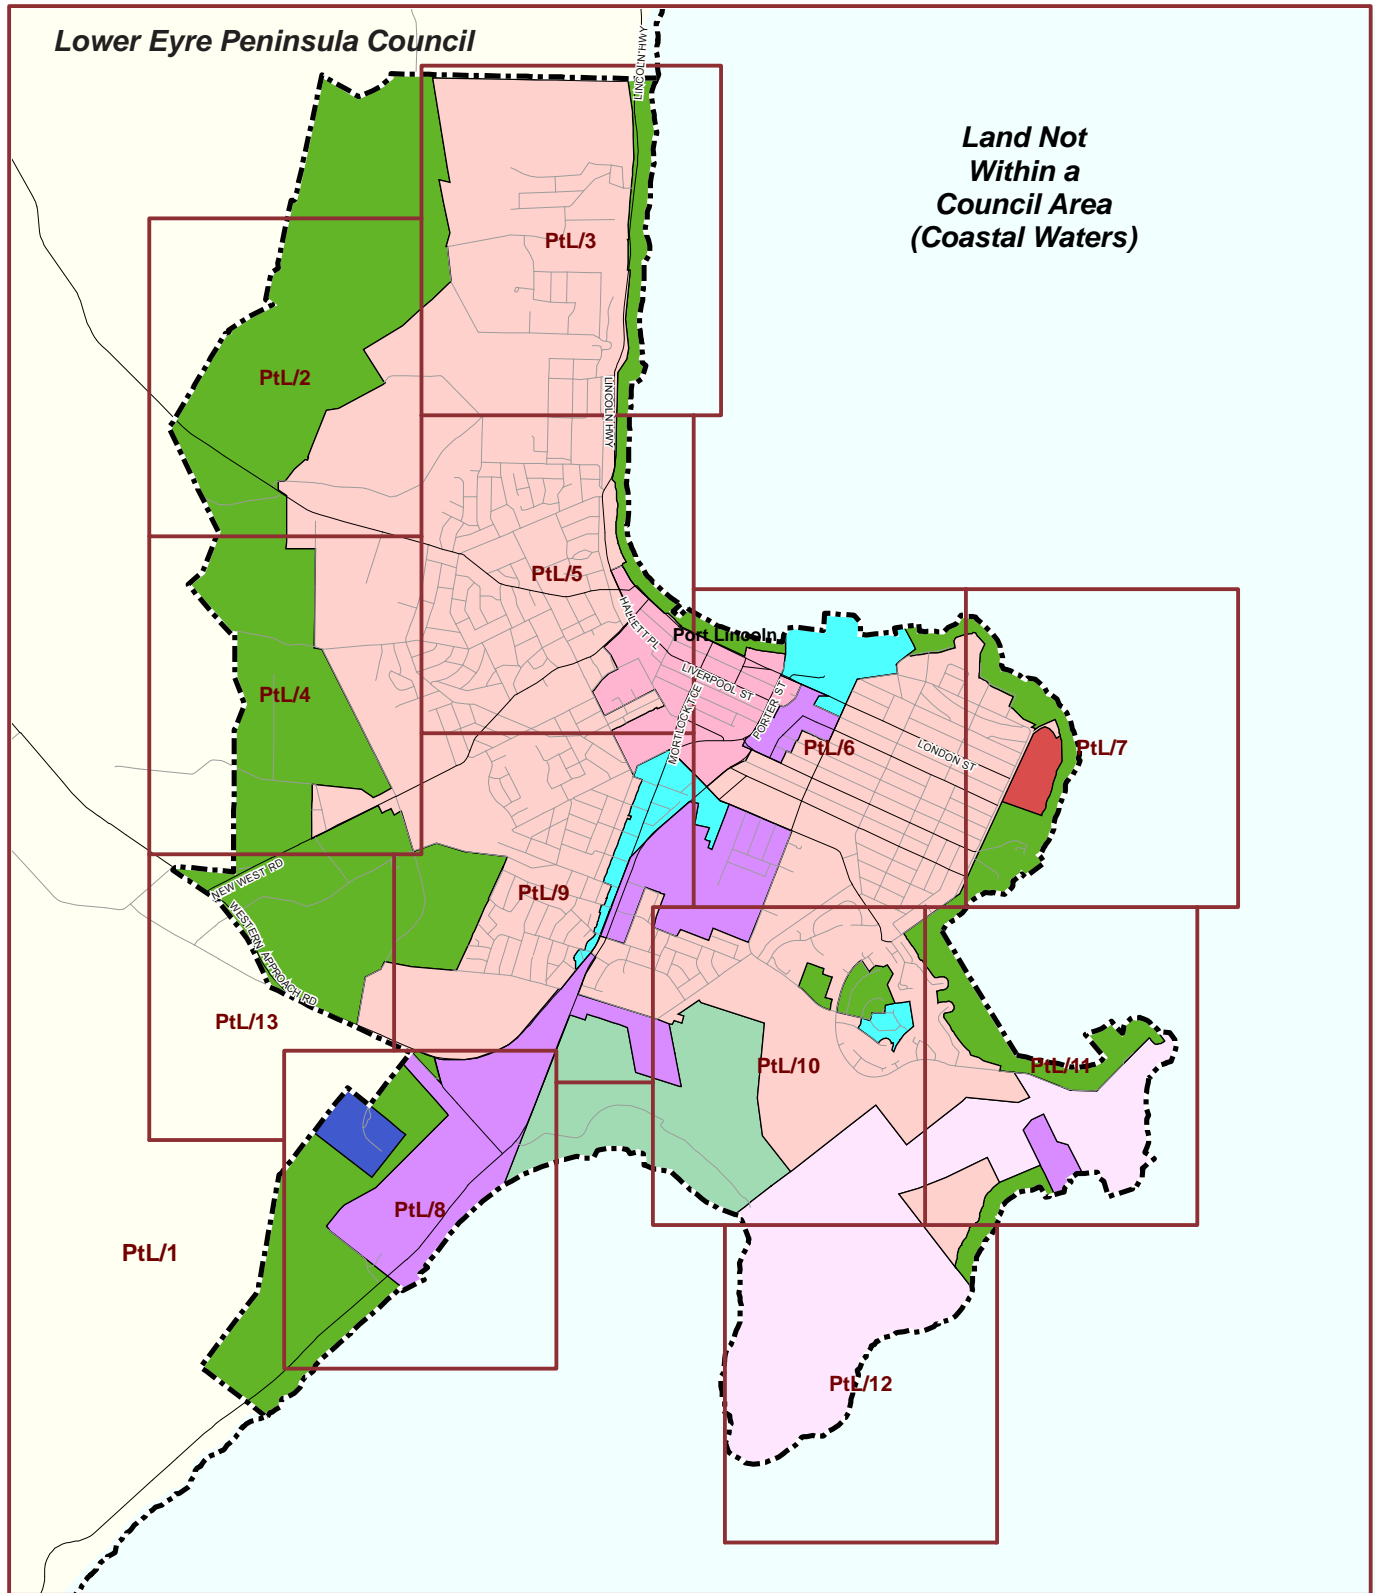 Lower Eyre Peninsula Council
LINCOLN HWY
Land Not
Within a
Council Area
(Coastal Waters)
PtL/3
PtL/2
LINCOLN HWY
PtL/5
HALLETT PL
Port Lincoln
LIVERPOOL ST
PtL/4
MORTLOCK TCE
PORTER ST
PtL/6
LONDON ST
PtL/7
NEW WEST RD
PtL/9
WESTERN APPROACH RD
PtL/13
PtL/10
PtL/11
PtL/8
PtL/1
PtL/12